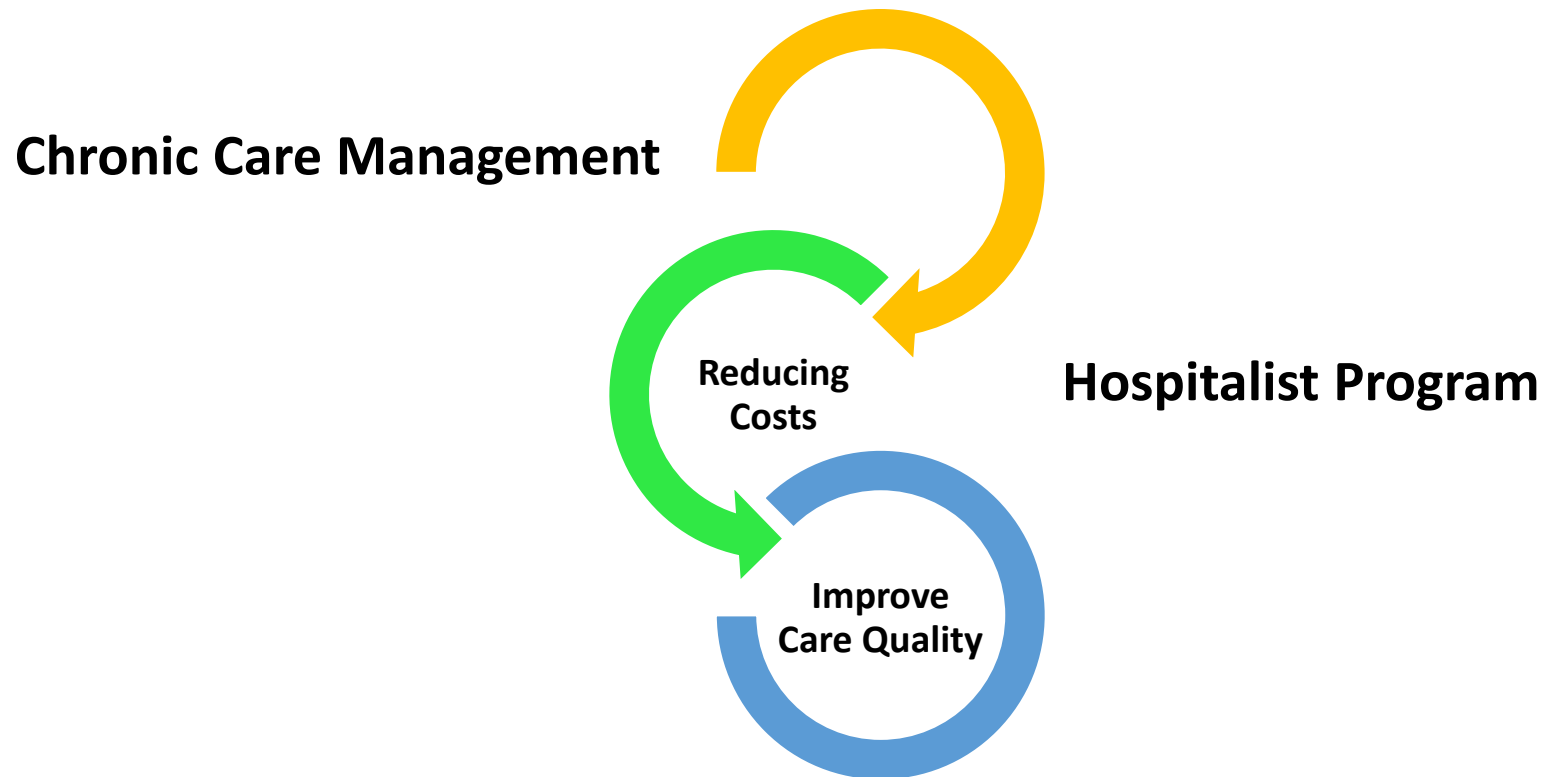 Chronic Care Management
Reducing
Costs
Hospitalist Program
Improve
Care Quality